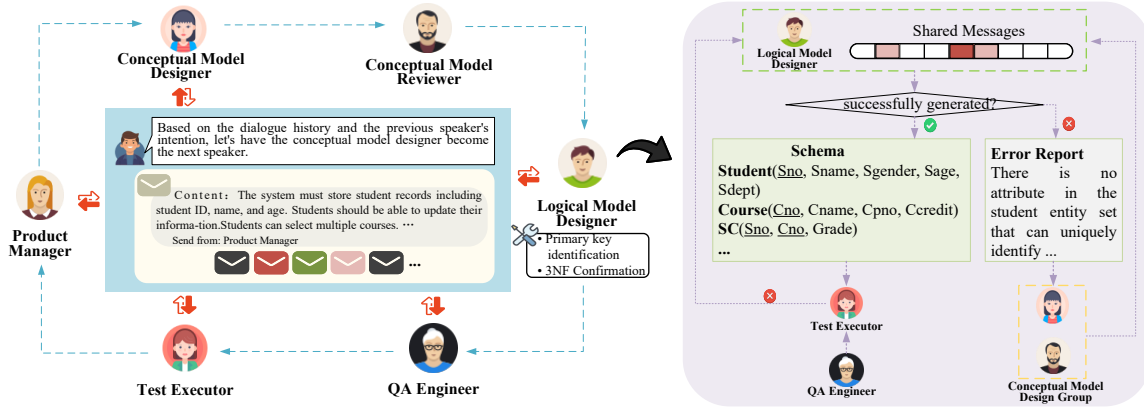 Conceptual Model
Designer
Conceptual Model
Reviewer
Based on the dialogue history and the previous speaker's
intention, let's have the conceptual model designer become
the next speaker.
Content: The system must store student records including
student ID, name, and age. Students should be able to update their
informa-tion.Students can select multiple courses. ...
Send from: Product Manager
...
Product
Manager
Logical Model
Designer
• Primary key
identification
• 3NF Confirmation
Test Executor
QA Engineer
Logical Model
Designer
Shared Messages
successfully generated?
Schema
Student(Sno, Sname, Sgender, Sage,
Sdept)
Course(Cno, Cname, Cpno, Ccredit)
SC(Sno, Cno, Grade)
...
Error Report
There is no
attribute in the
student entity set
that can uniquely
identify ...
Test Executor
QA Engineer
Conceptual Model
Design Group